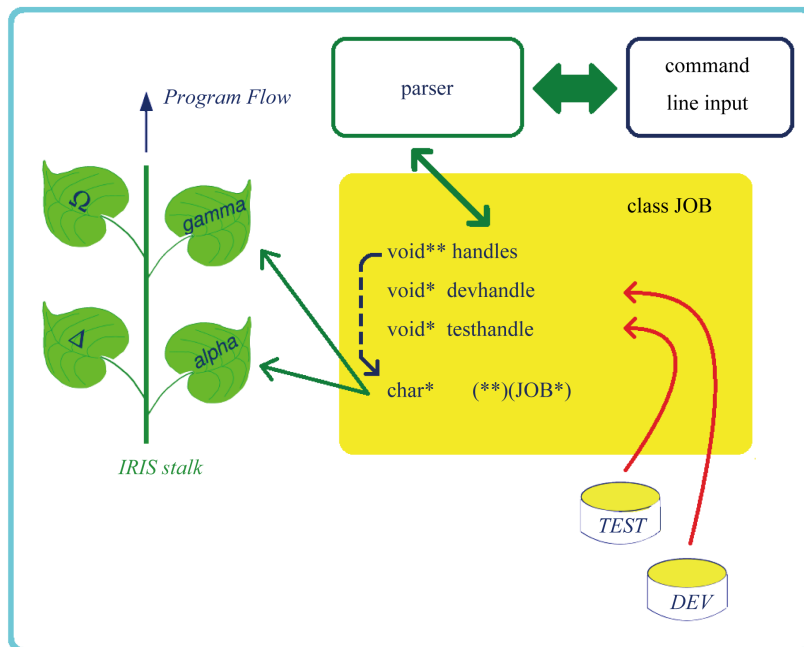 Program Flow
parser
command
line input
Ω
gamma
Δ
alpha
IRIS stalk
class JOB
void** handles
void* devhandle
void* testhandle
char* (**)(JOB*)
TEST
DEV